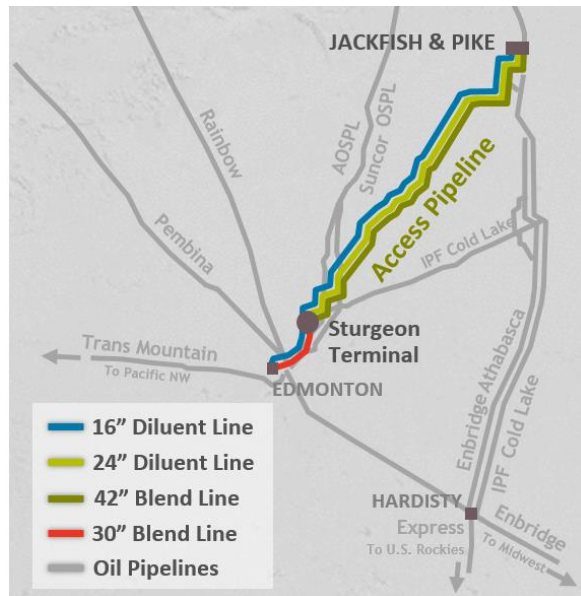 JACKFISH & PIKE
Rainbow
AOSPL
Suncor OSPL
Access Pipeline
Pembina
IPF Cold Lake
Sturgeon
Terminal
Trans Mountain
To Pacific NW
EDMONTON
Enbridge Athabasca
IPF Cold Lake
16” Diluent Line
24” Diluent Line
42” Blend Line
30” Blend Line
Oil Pipelines
HARDISTY
Express
To U.S. Rockies
Enbridge
To Midwest